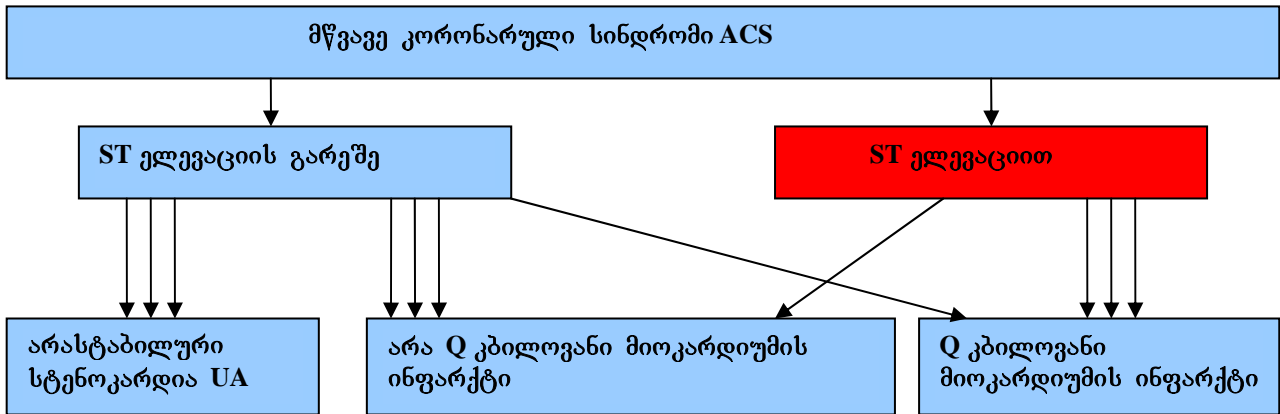 მწვავე კორონარული სინდრომი ACS
ST ელევაციის გარეშე
ST ელევაციით
არასტაბილური
სტენოკარდია UA
არა Q კბილოვანი მიოკარდიუმის
ინფარქტი
Q კბილოვანი
მიოკარდიუმის ინფარქტი